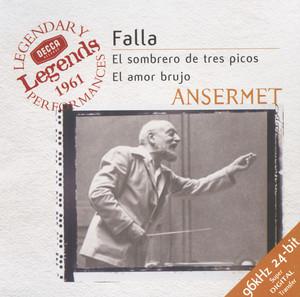 LEGENDARY
DECCA
Legends
1961
PERFORMANCES
Falla
El sombrero de tres picos
El amor brujo
ANSERMET
96kHz 24-bit
Super
DIGITAL
Transfer